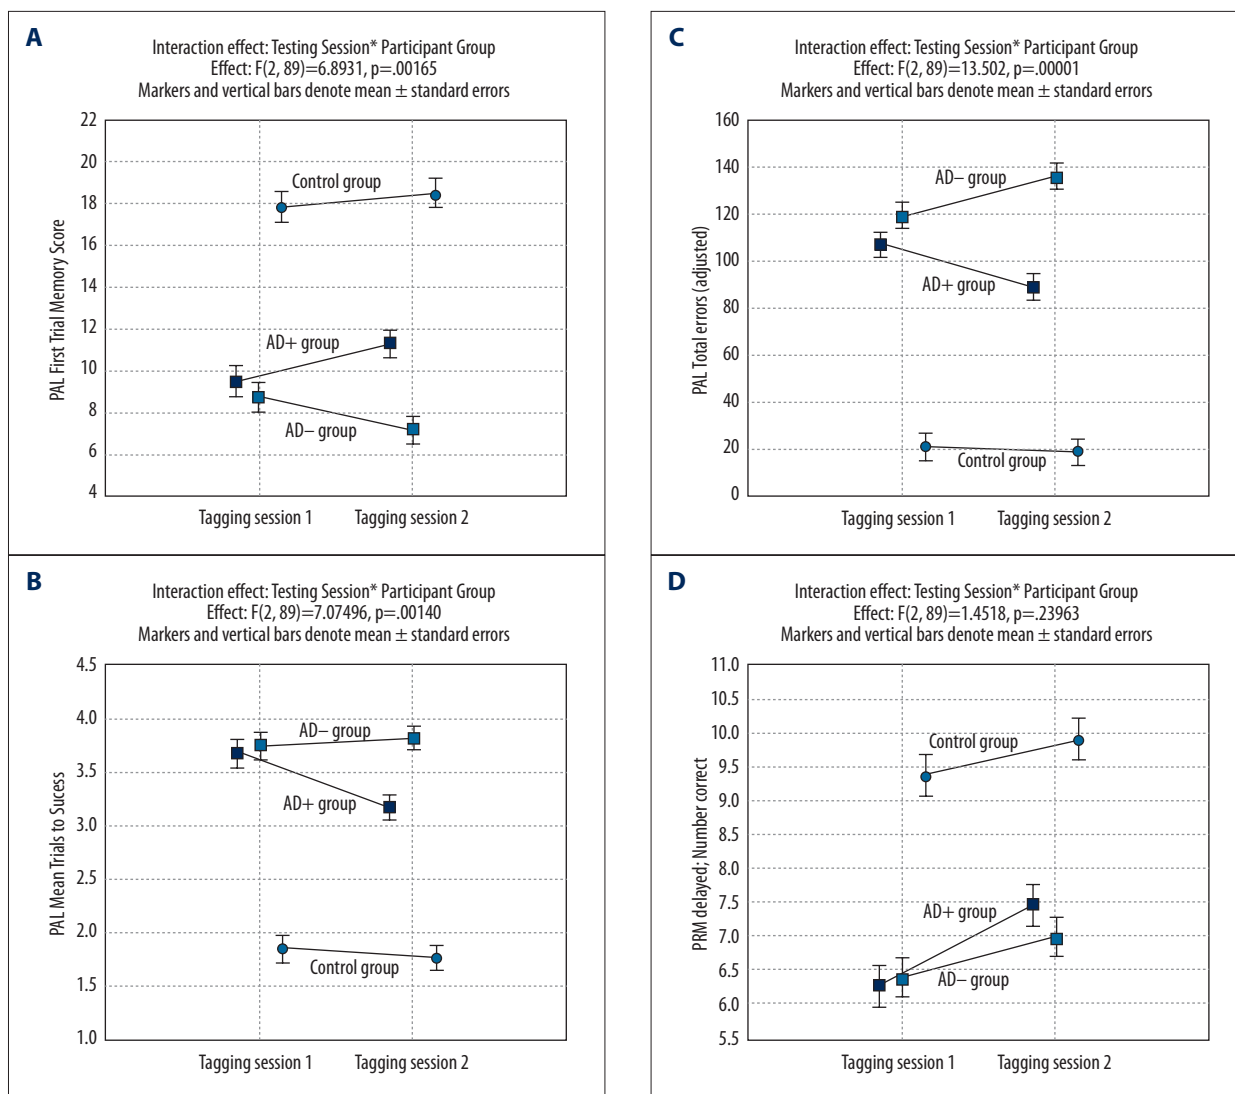 A
Interaction effect: Testing Session* Participant Group
Effect: F(2, 89)=6.8931, p=.00165
Markers and vertical bars denote mean ± standard errors
PAL First Trial Memory Score
22
20
18
16
14
12
10
8
6
4
Control group
AD+ group
AD– group
Tagging session 1
Tagging session 2
B
Interaction effect: Testing Session* Participant Group
Effect: F(2, 89)=7.07496, p=.00140
Markers and vertical bars denote mean ± standard errors
PAL Mean Trials to Sucess
4.5
4.0
3.5
3.0
2.5
2.0
1.5
1.0
AD– group
AD+ group
Control group
Tagging session 1
Tagging session 2
C
Interaction effect: Testing Session* Participant Group
Effect: F(2, 89)=13.502, p=.00001
Markers and vertical bars denote mean ± standard errors
PAL Total errors (adjusted)
160
140
120
100
80
60
40
20
0
AD– group
AD+ group
Control group
Tagging session 1
Tagging session 2
D
Interaction effect: Testing Session* Participant Group
Effect: F(2, 89)=1.4518, p=.23963
Markers and vertical bars denote mean ± standard errors
PRM delayed; Number correct
11.0
10.5
10.0
9.5
9.0
8.5
8.0
7.5
7.0
6.5
6.0
5.5
Control group
AD+ group
AD– group
Tagging session 1
Tagging session 2